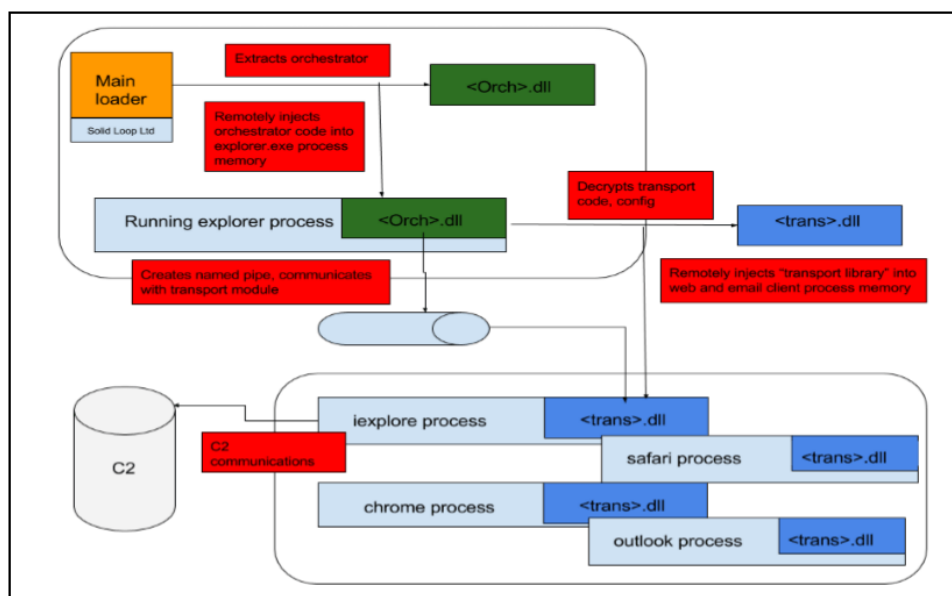 Extracts orchestrator
Main
loader
Solid Loop Ltd
<Orch>.dll
Remotely injects
orchestrator code into
explorer.exe process
memory
Decrypts transport
code, config
Running explorer process
<Orch>.dll
<trans>.dll
Creates named pipe, communicates
with transport module
Remotely injects “transport library” into
web and email client process memory
iexplore process
<trans>.dll
C2
C2
communications
safari process
<trans>.dll
chrome process
<trans>.dll
outlook process
<trans>.dll